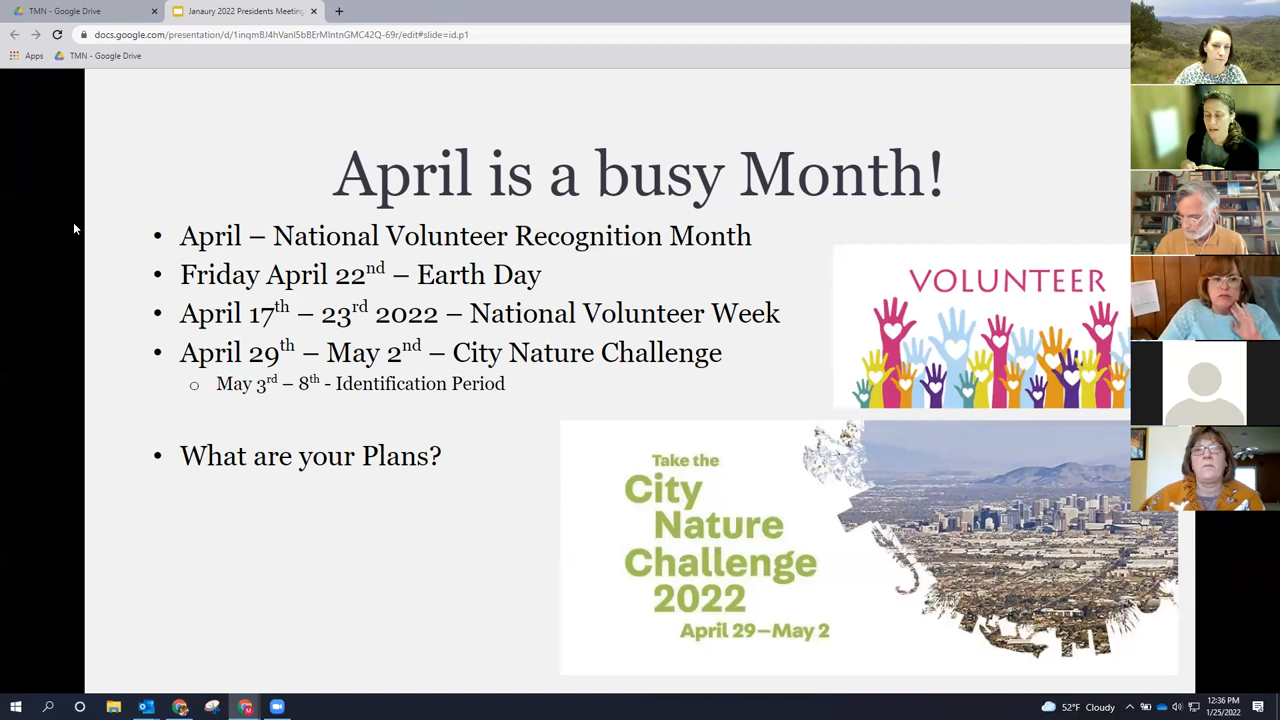 TMN - Google Drive
Janaury 2022 Presidents Meeting
docs.google.com/presentation/d/1inqmBJ4hVanI5bBErMIntnGMC42Q-69r/edit#slide=id.p1
Apps
TMN - Google Drive
April is a busy Month!
• April – National Volunteer Recognition Month
• Friday April 22nd – Earth Day
• April 17th – 23rd 2022 – National Volunteer Week
• April 29th – May 2nd – City Nature Challenge
○ May 3rd – 8th - Identification Period
• What are your Plans?
VOLUNTEER
Take the
City
Nature
Challenge
2022
April 29–May 2
52°F Cloudy
12:36 PM
1/25/2022